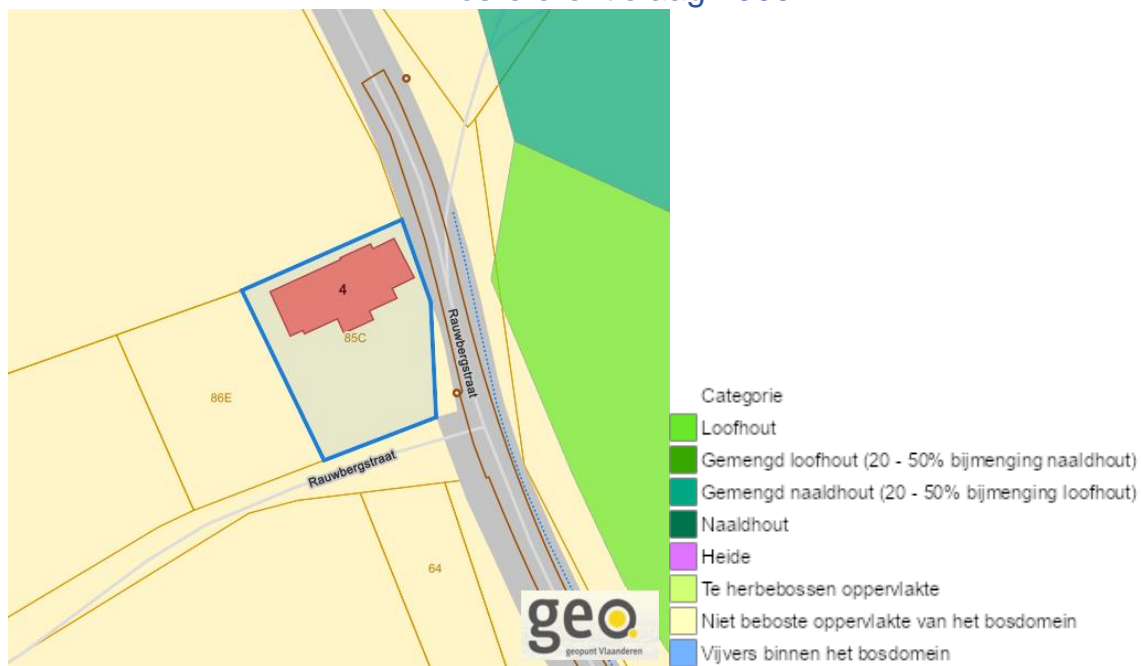 4
85C
86E
Rauwbergstraat
Rauwbergstraat
64
geo
geopunt Vlaanderen
Categorie
Loofhout
Gemengd loofhout (20 - 50% bijmenging naaldhout)
Gemengd naaldhout (20 - 50% bijmenging loofhout)
Naaldhout
Heide
Te herbebossen oppervlakte
Niet beboste oppervlakte van het bosdomein
Vijvers binnen het bosdomein